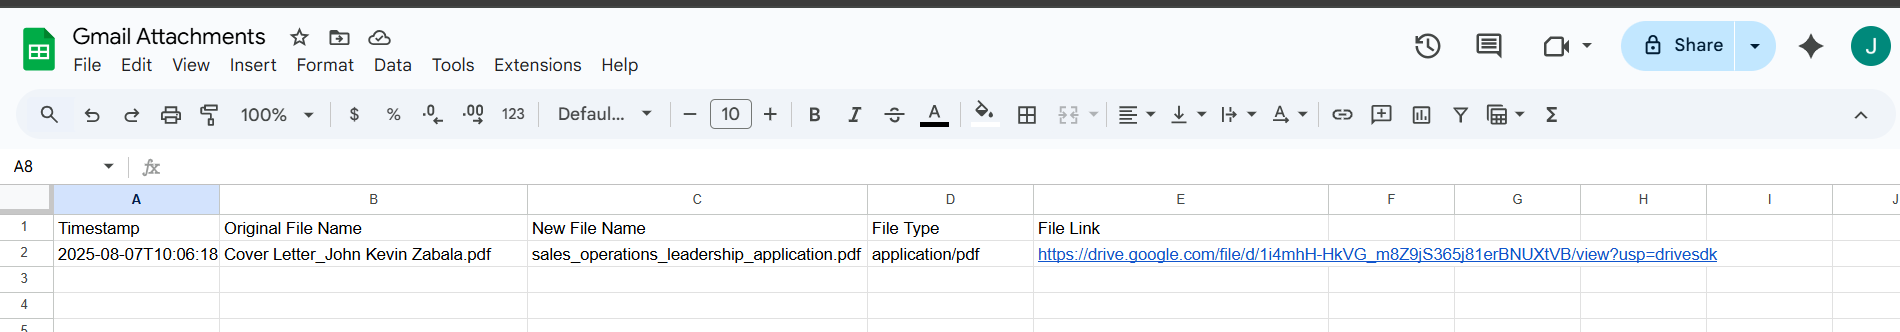 Gmail Attachments
File Edit View Insert Format Data Tools Extensions Help
Share
J
100% $ % .0 .00 123 Defaul... − 10 + B I A A Σ
A8 fx
A B C D E F G H I J
1 Timestamp Original File Name New File Name File Type File Link
2 2025-08-07T10:06:18 Cover Letter_John Kevin Zabala.pdf sales_operations_leadership_application.pdf application/pdf https://drive.google.com/file/d/1i4mhH-HkVG_m8Z9jS365j81erBNUXtVB/view?usp=drivesdk
3
4
5